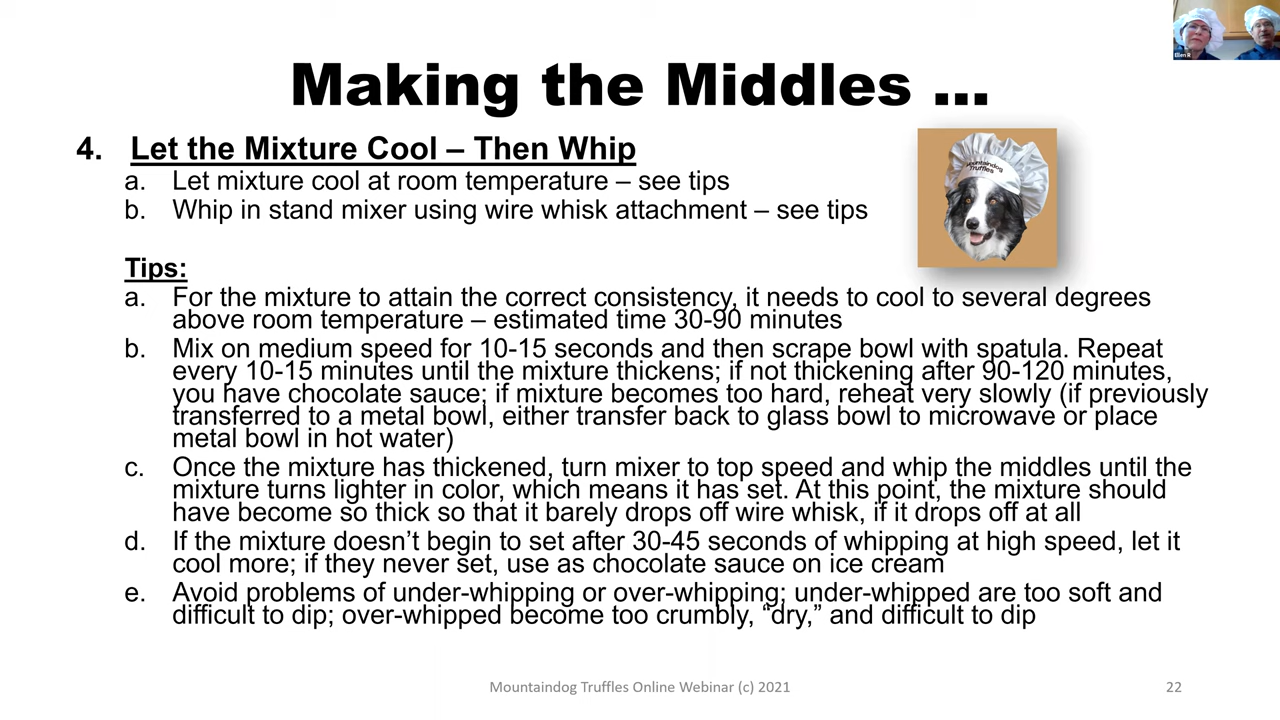 Ellen R
Making the Middles ...
4. Let the Mixture Cool – Then Whip
Mountaindog
Truffles
a. Let mixture cool at room temperature – see tips
b. Whip in stand mixer using wire whisk attachment – see tips
Tips:
a. For the mixture to attain the correct consistency, it needs to cool to several degrees
above room temperature – estimated time 30-90 minutes
b. Mix on medium speed for 10-15 seconds and then scrape bowl with spatula. Repeat
every 10-15 minutes until the mixture thickens; if not thickening after 90-120 minutes,
you have chocolate sauce; if mixture becomes too hard, reheat very slowly (if previously
transferred to a metal bowl, either transfer back to glass bowl to microwave or place
metal bowl in hot water)
c. Once the mixture has thickened, turn mixer to top speed and whip the middles until the
mixture turns lighter in color, which means it has set. At this point, the mixture should
have become so thick so that it barely drops off wire whisk, if it drops off at all
d. If the mixture doesn’t begin to set after 30-45 seconds of whipping at high speed, let it
cool more; if they never set, use as chocolate sauce on ice cream
e. Avoid problems of under-whipping or over-whipping; under-whipped are too soft and
difficult to dip; over-whipped become too crumbly, “dry,” and difficult to dip
Mountaindog Truffles Online Webinar (c) 2021
22